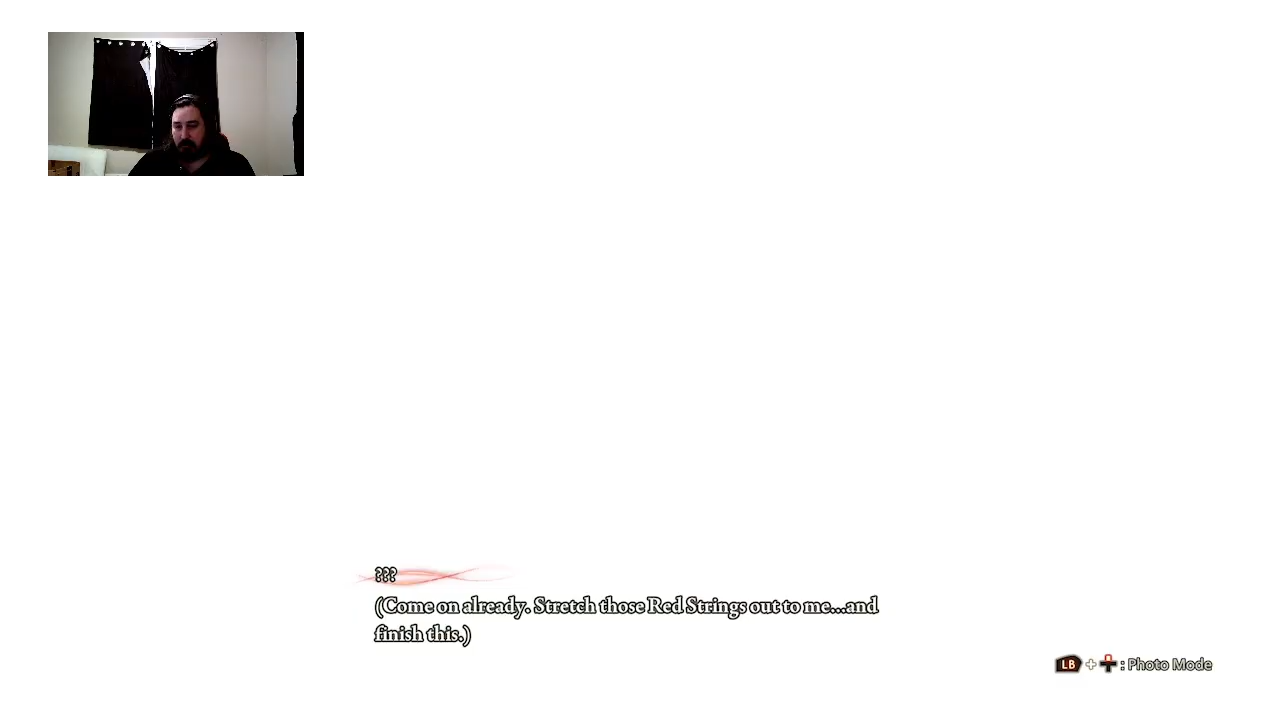 ???
(Come on already. Stretch those Red Strings out to me...and
finish this.)
LB + : Photo Mode